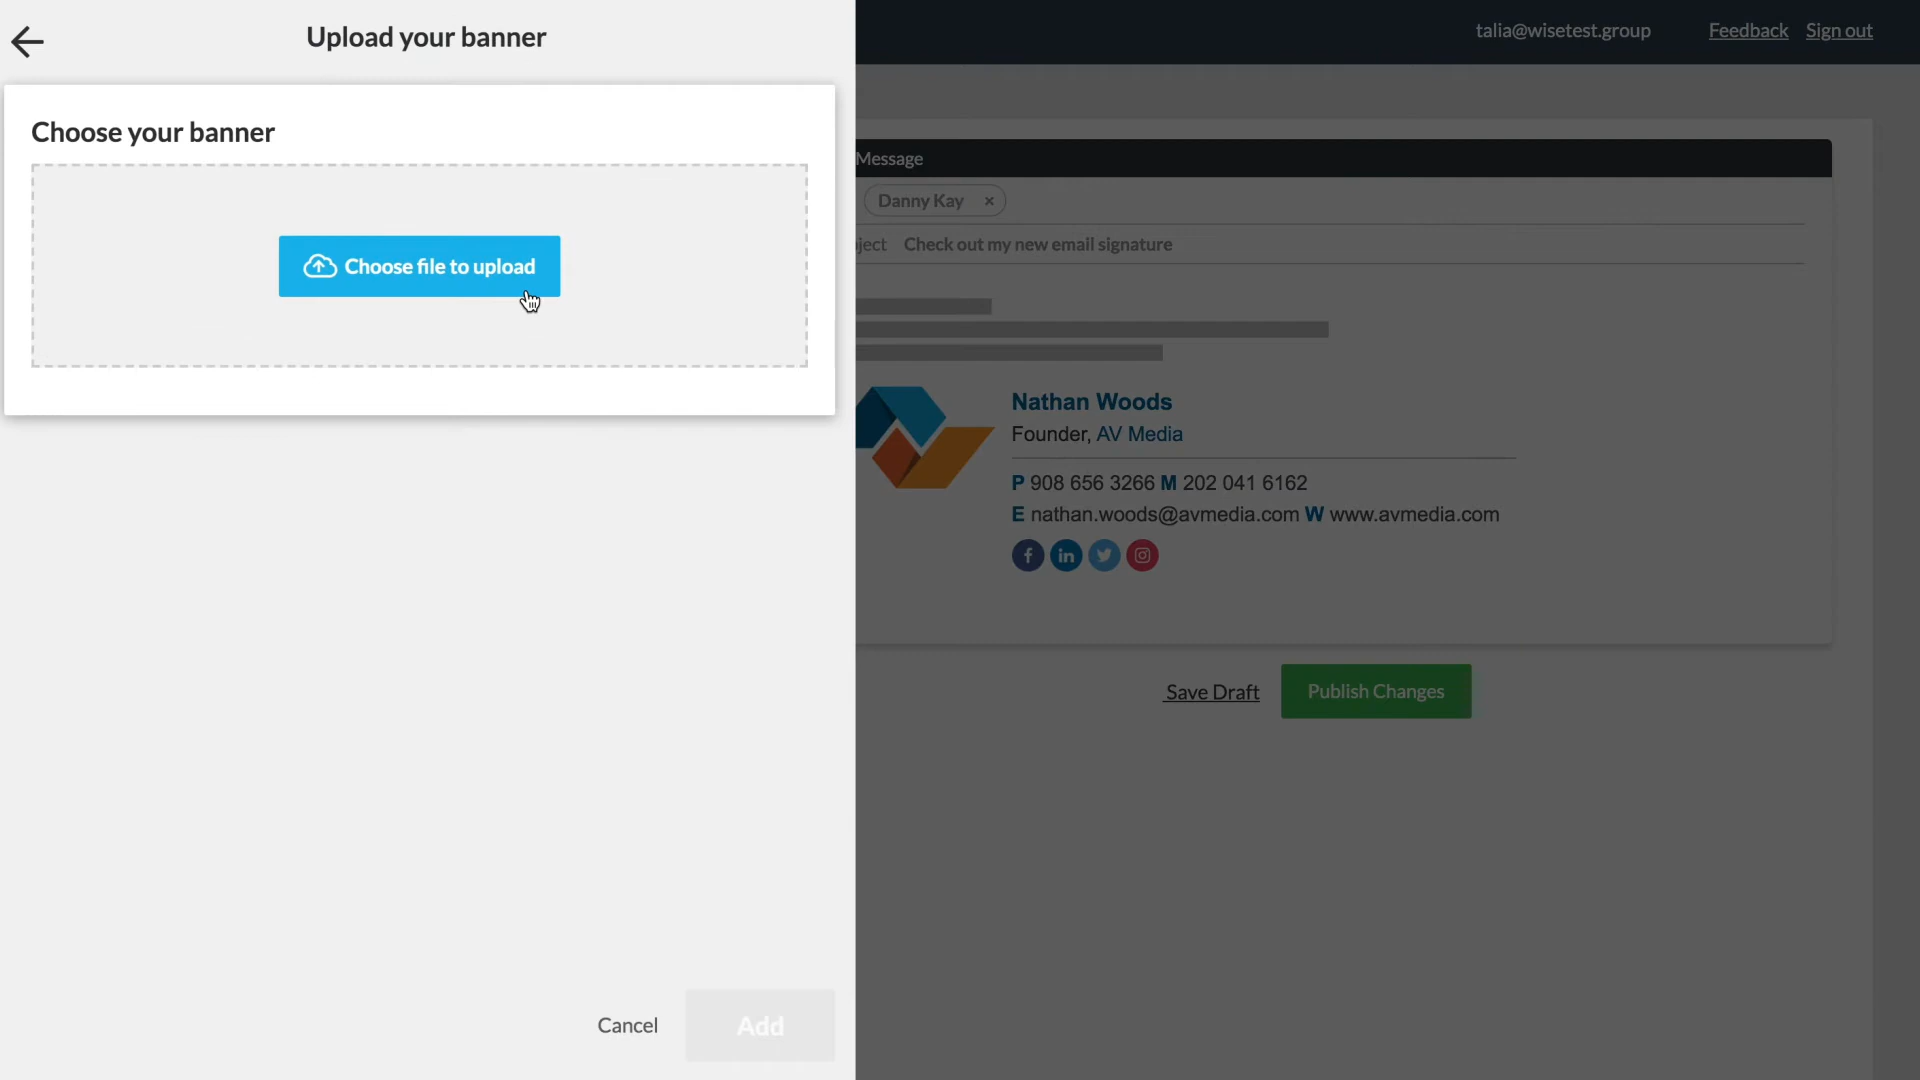 Upload your banner
talia@wisetest.group
Feedback
Sign out
Choose your banner
Choose file to upload
Message
Danny Kay ×
ject Check out my new email signature
Nathan Woods
Founder, AV Media
P 908 656 3266 M 202 041 6162
E nathan.woods@avmedia.com W www.avmedia.com
f in
Save Draft
Publish Changes
Cancel
Add